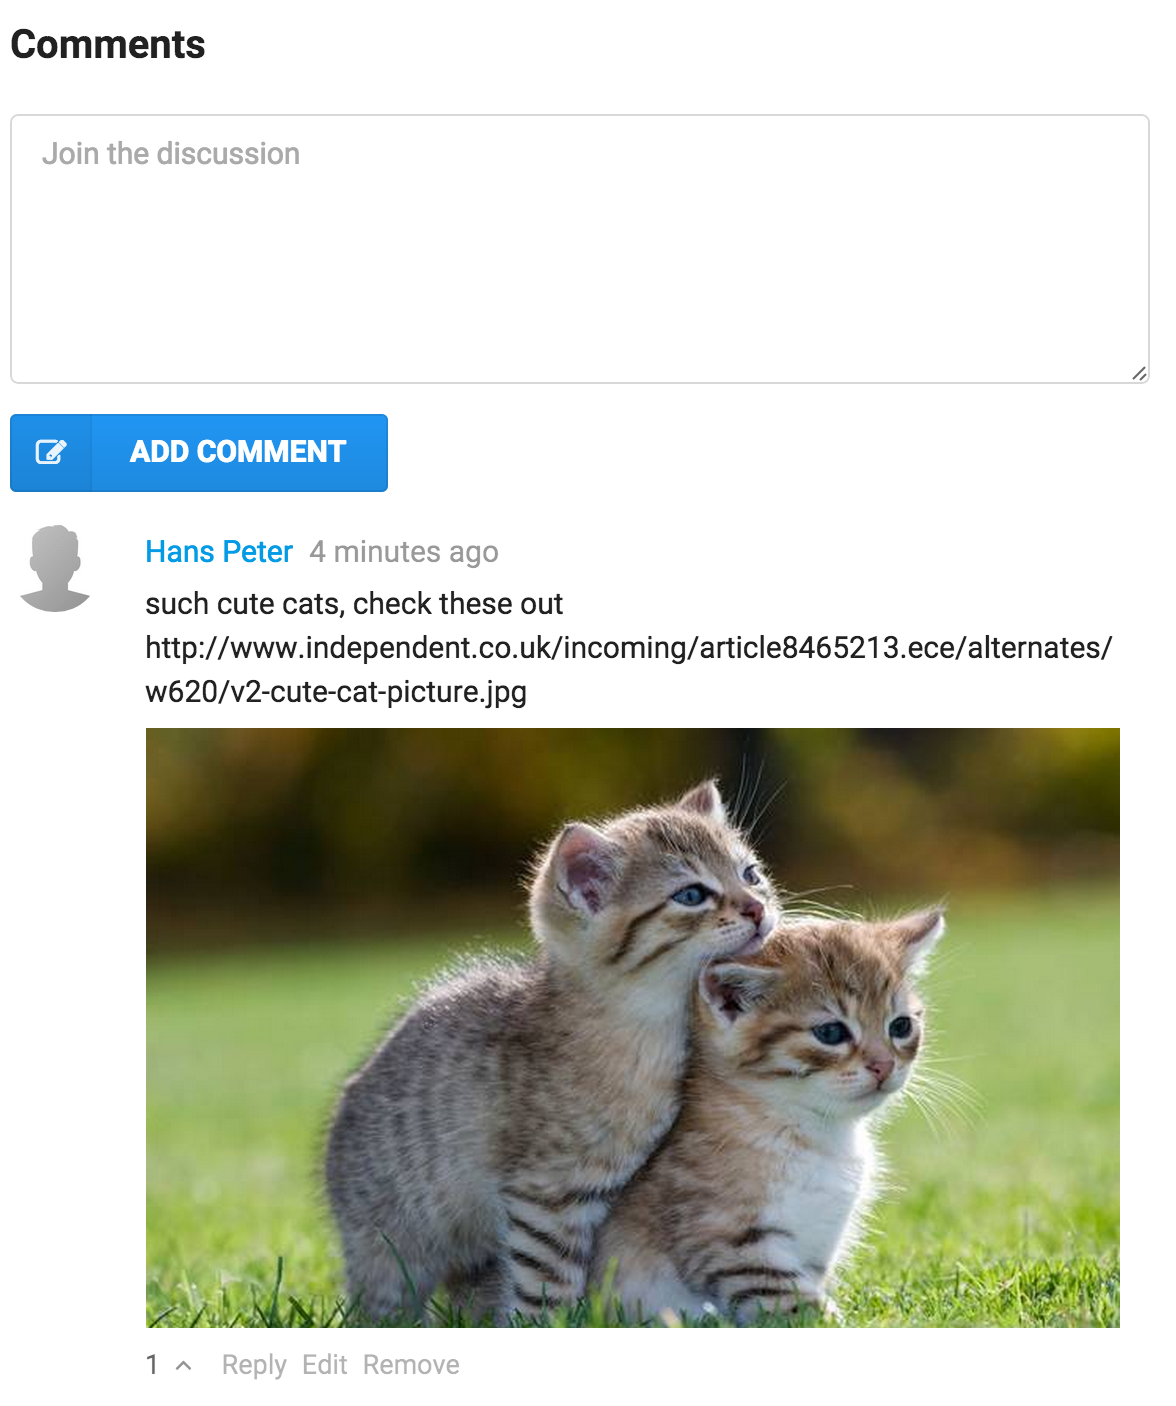 Comments
Join the discussion
ADD COMMENT
Hans Peter 4 minutes ago
such cute cats, check these out
http://www.independent.co.uk/incoming/article8465213.ece/alternates/
w620/v2-cute-cat-picture.jpg
1 Reply Edit Remove